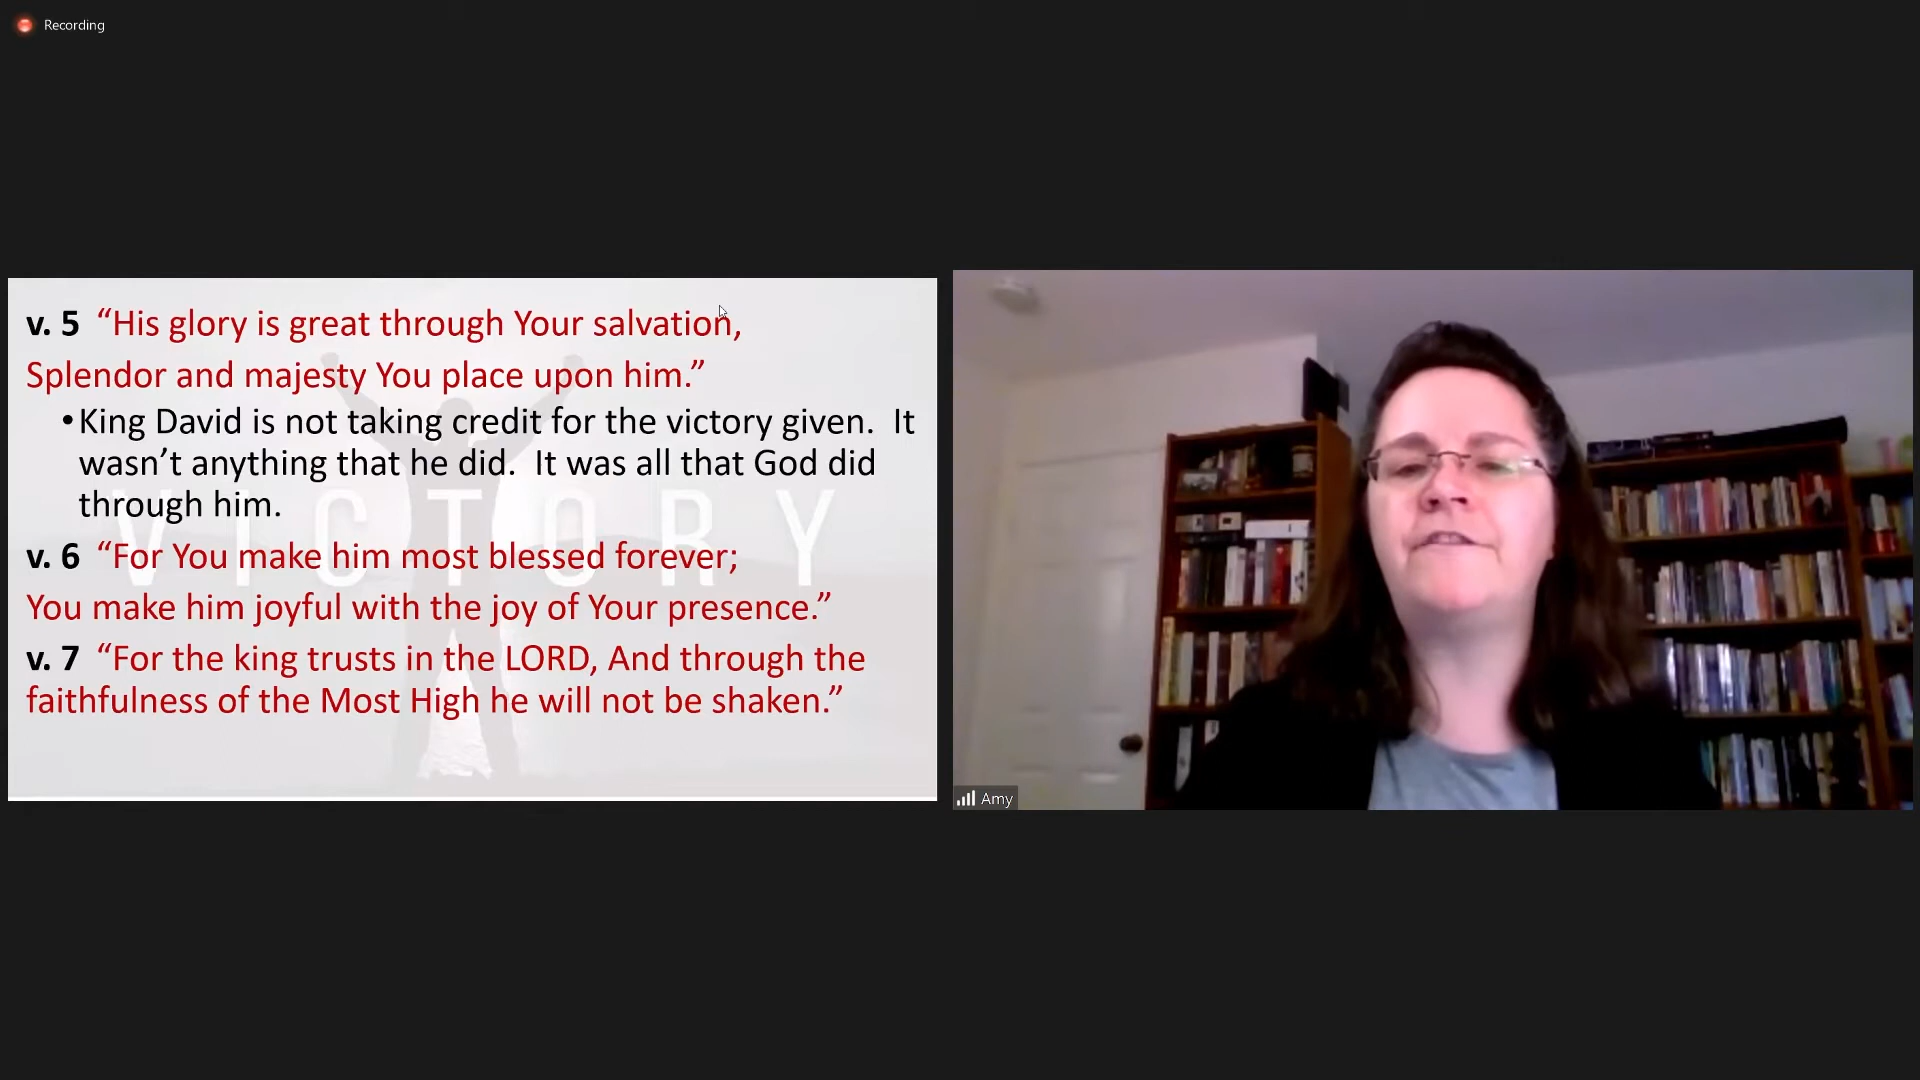 Recording
v. 5 “His glory is great through Your salvation,
Splendor and majesty You place upon him.”
•King David is not taking credit for the victory given. It
wasn’t anything that he did. It was all that God did
through him.
VICTORY
v. 6 “For You make him most blessed forever;
You make him joyful with the joy of Your presence.”
v. 7 “For the king trusts in the LORD, And through the
faithfulness of the Most High he will not be shaken.”
Amy